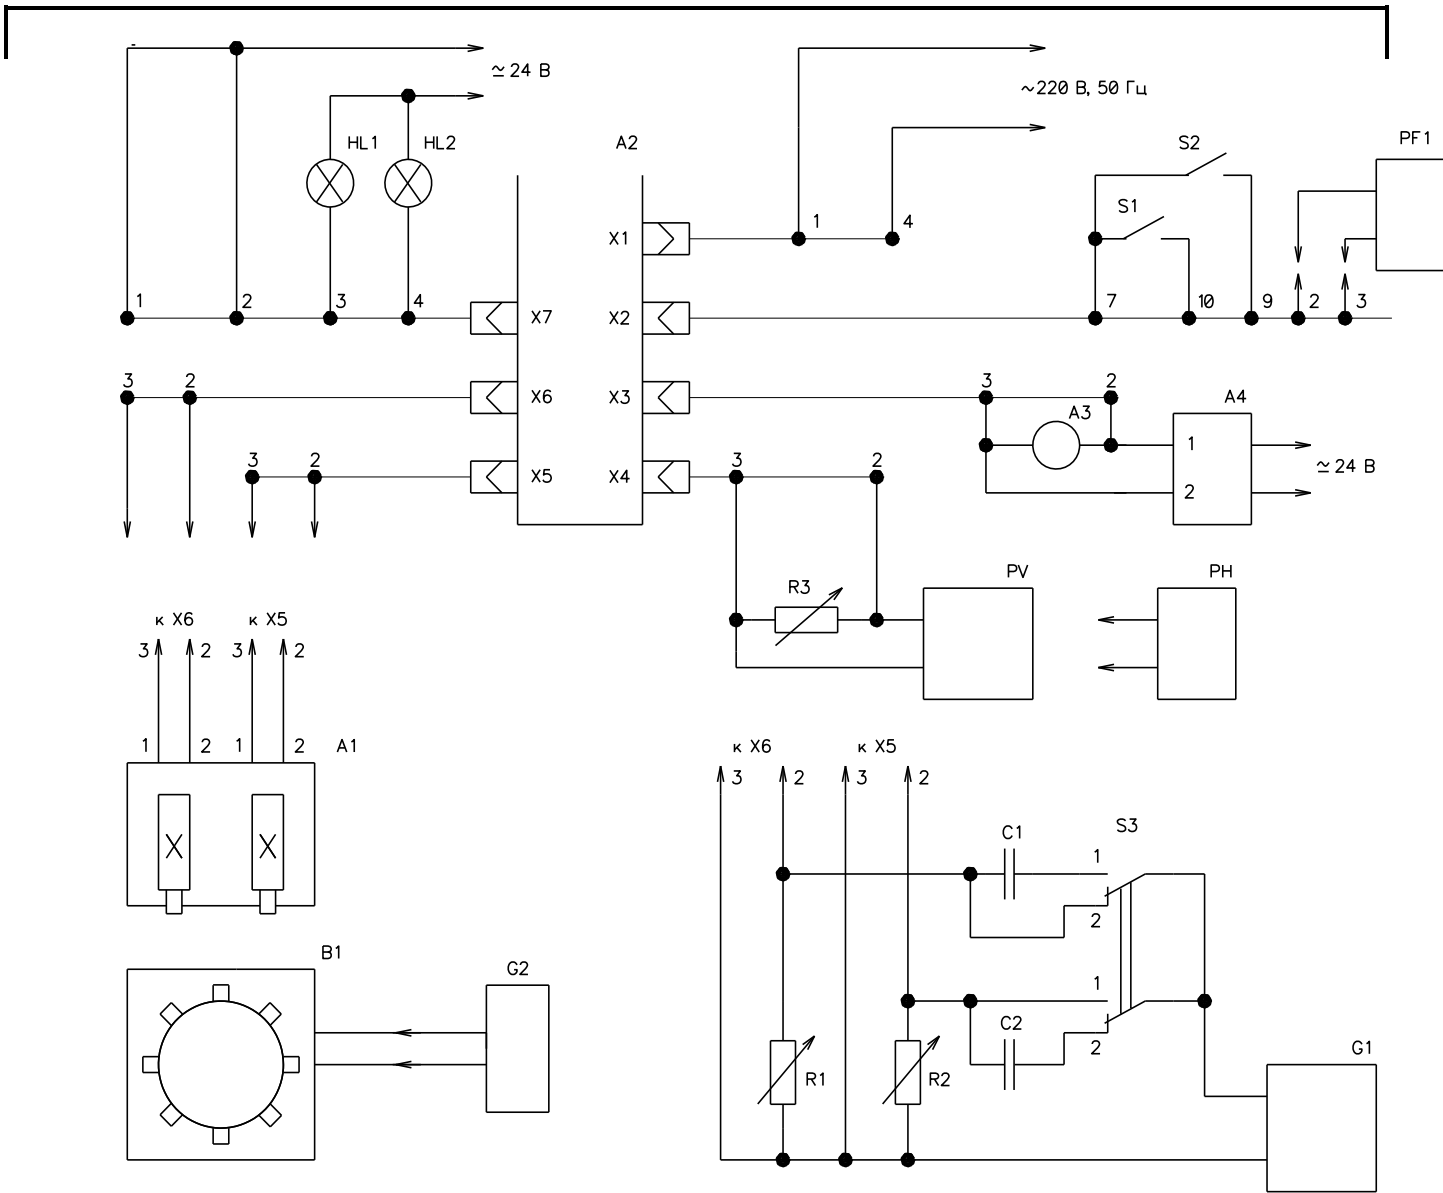 ≃ 24 В
~220 В, 50 Гц
HL1 HL2 A2 S2 PF1
S1
X1 1 4
1 2 3 4 X7 X2 7 10 9 2 3
3 2 X6 X3 3 2 A4
A3
1
3 2 X5 X4 3 2 ≃ 24 В
2
R3 PV PH
к X6 к X5
3 2 3 2
1 2 1 2 A1
к X6 к X5
3 2 3 2
C1 S3
1
2
B1
G2
1
C2
2
R1 R2 G1